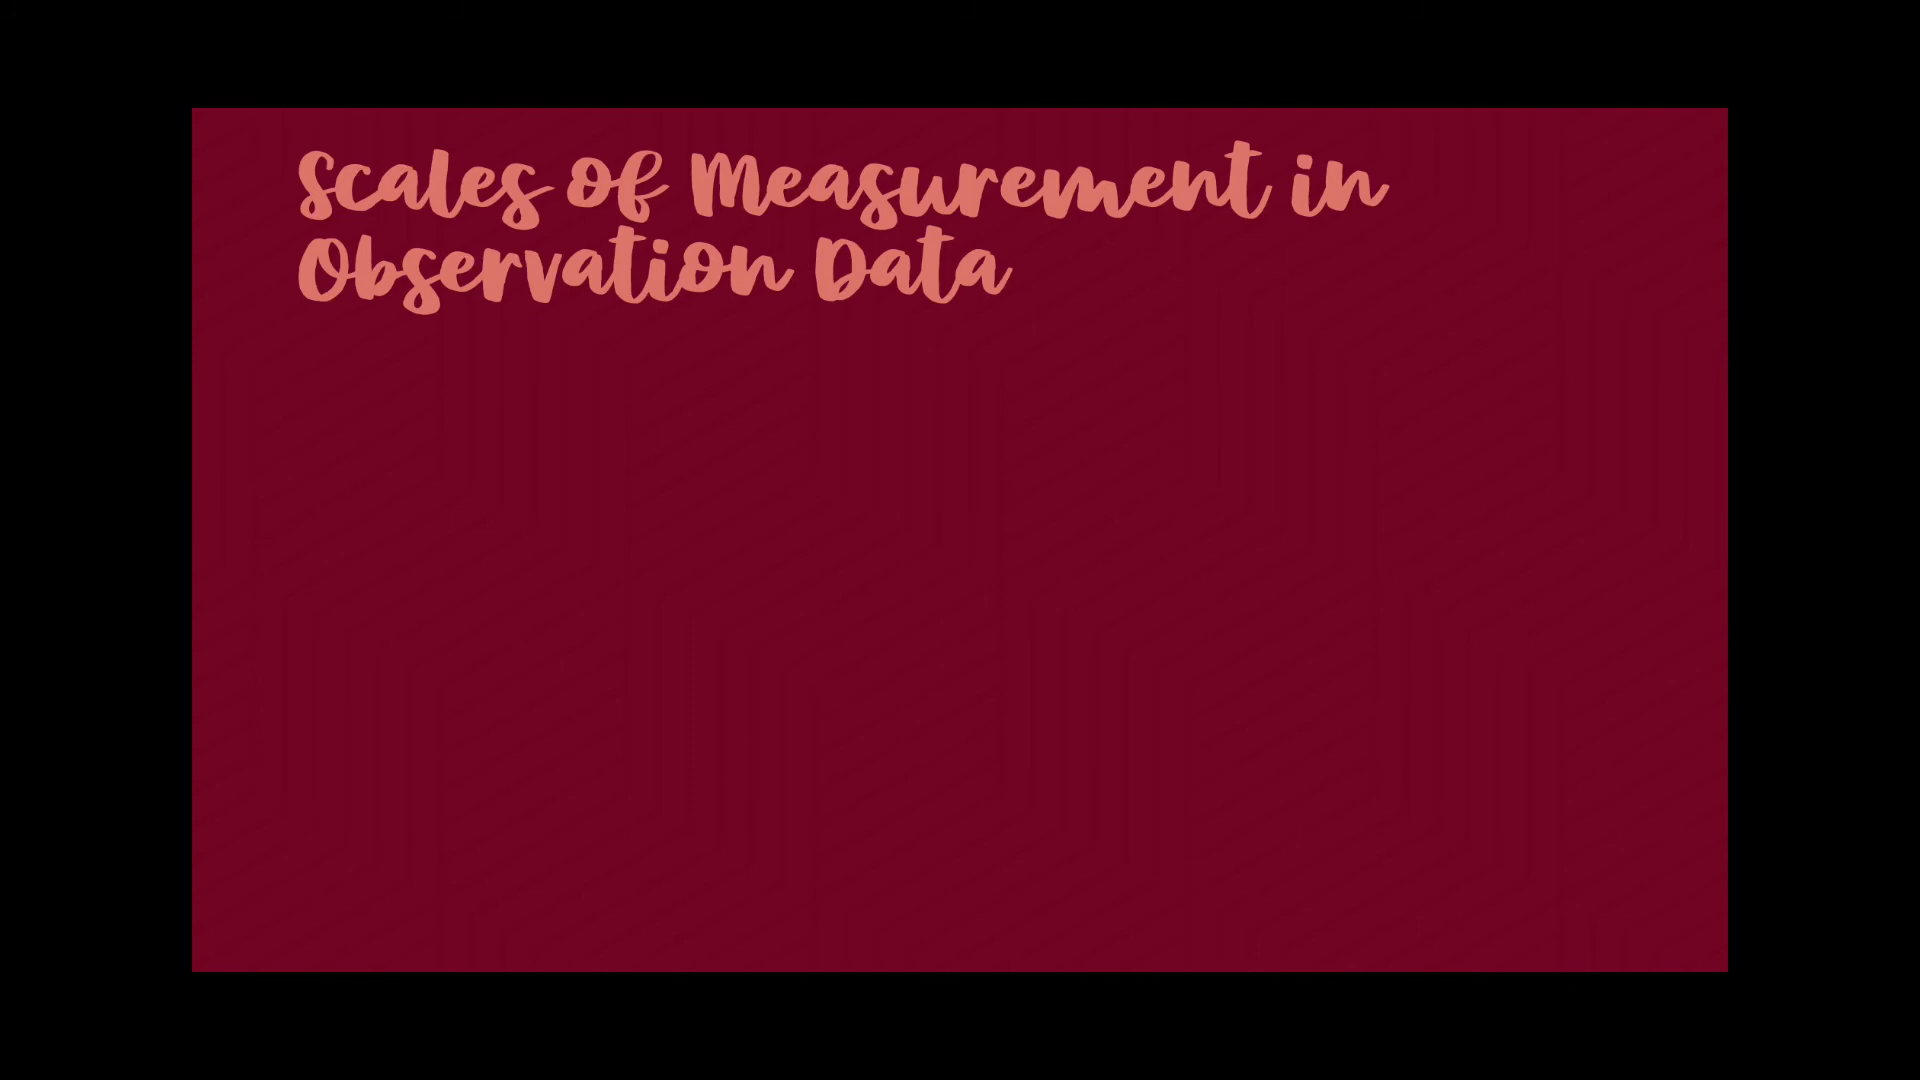 Scales of Measurement in
Observation Data